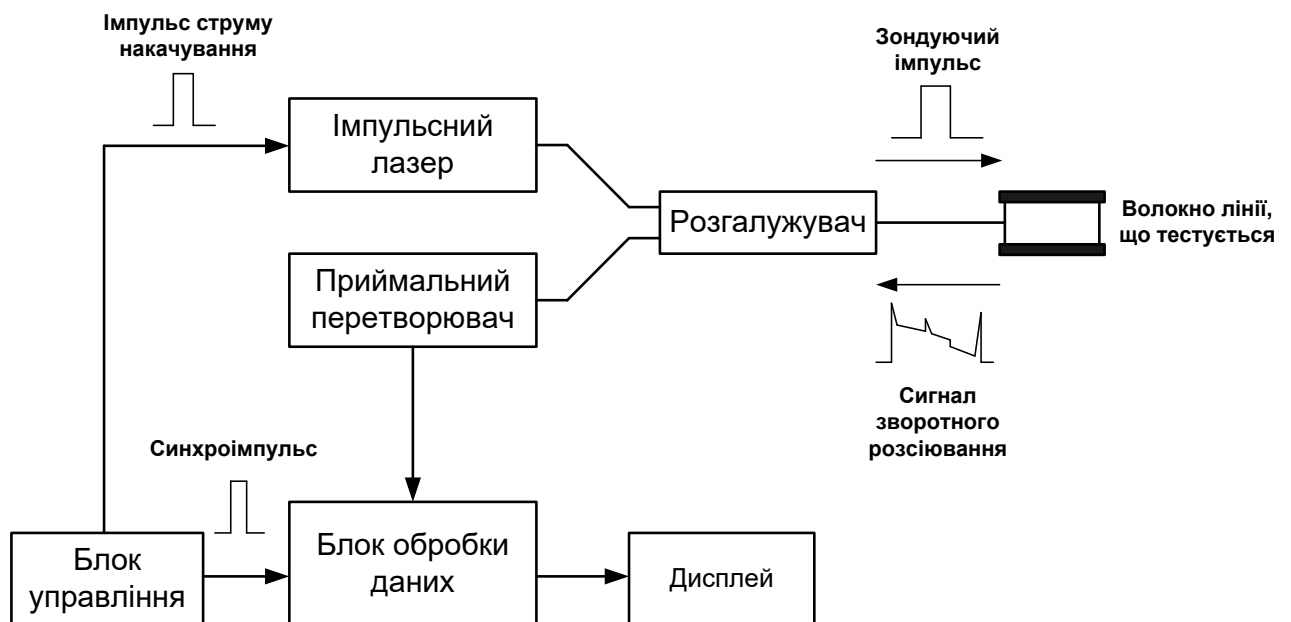 Імпульс струму
накачування
Зондуючий
імпульс
Імпульсний
лазер
Розгалужувач
Волокно лінії,
що тестується
Приймальний
перетворювач
Сигнал
зворотного
розсіювання
Синхроімпульс
Блок
управління
Блок обробки
даних
Дисплей